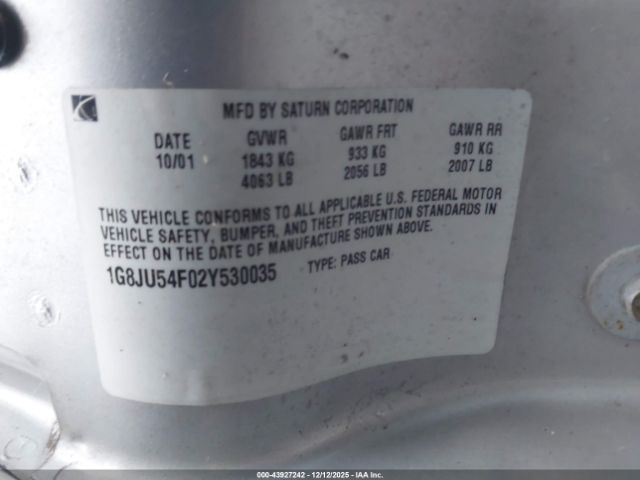 MFD BY SATURN CORPORATION
DATE GVWR GAWR FRT GAWR RR
10/01 1843 KG 933 KG 910 KG
4063 LB 2056 LB 2007 LB
THIS VEHICLE CONFORMS TO ALL APPLICABLE U.S. FEDERAL MOTOR
VEHICLE SAFETY, BUMPER, AND THEFT PREVENTION STANDARDS IN
EFFECT ON THE DATE OF MANUFACTURE SHOWN ABOVE.
1G8JU54F02Y530035 TYPE: PASS CAR
000-43927242 - 12/12/2025 - IAA Inc.